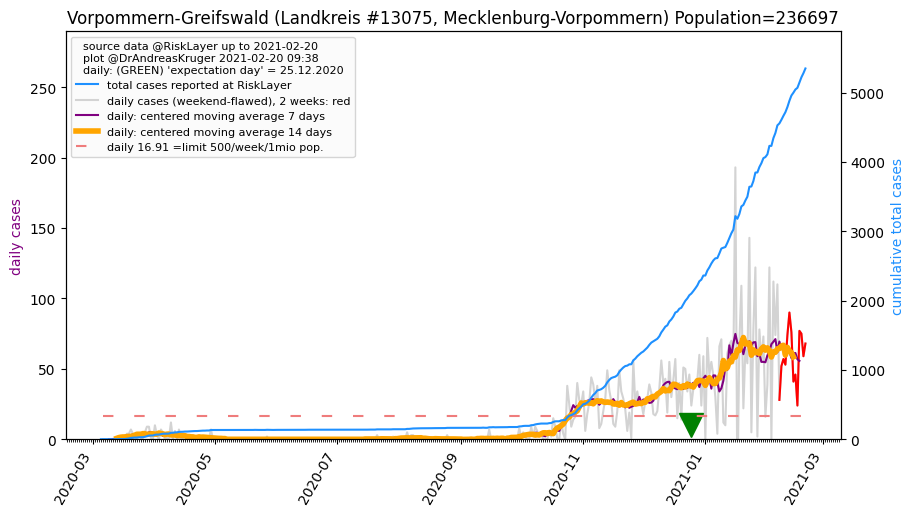 Vorpommern-Greifswald (Landkreis #13075, Mecklenburg-Vorpommern) Population=236697
source data @RiskLayer up to 2021-02-20
plot @DrAndreasKruger 2021-02-20 09:38
daily: (GREEN) 'expectation day' = 25.12.2020
total cases reported at RiskLayer
daily cases (weekend-flawed), 2 weeks: red
daily: centered moving average 7 days
daily: centered moving average 14 days
daily 16.91 =limit 500/week/1mio pop.
250
200
150
100
50
0
daily cases
5000
4000
3000
2000
1000
0
cumulative total cases
2020-03
2020-05
2020-07
2020-09
2020-11
2021-01
2021-03